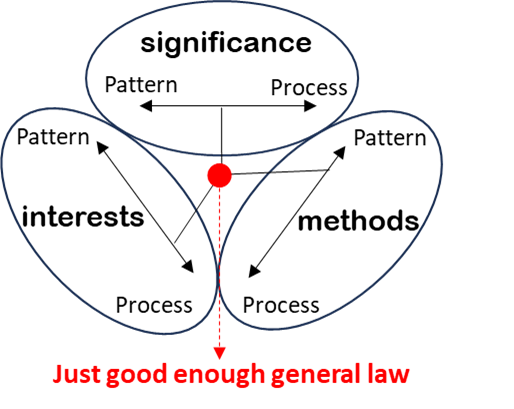 significance
Pattern
Process
Pattern
interests
Process
Pattern
methods
Process
Just good enough general law